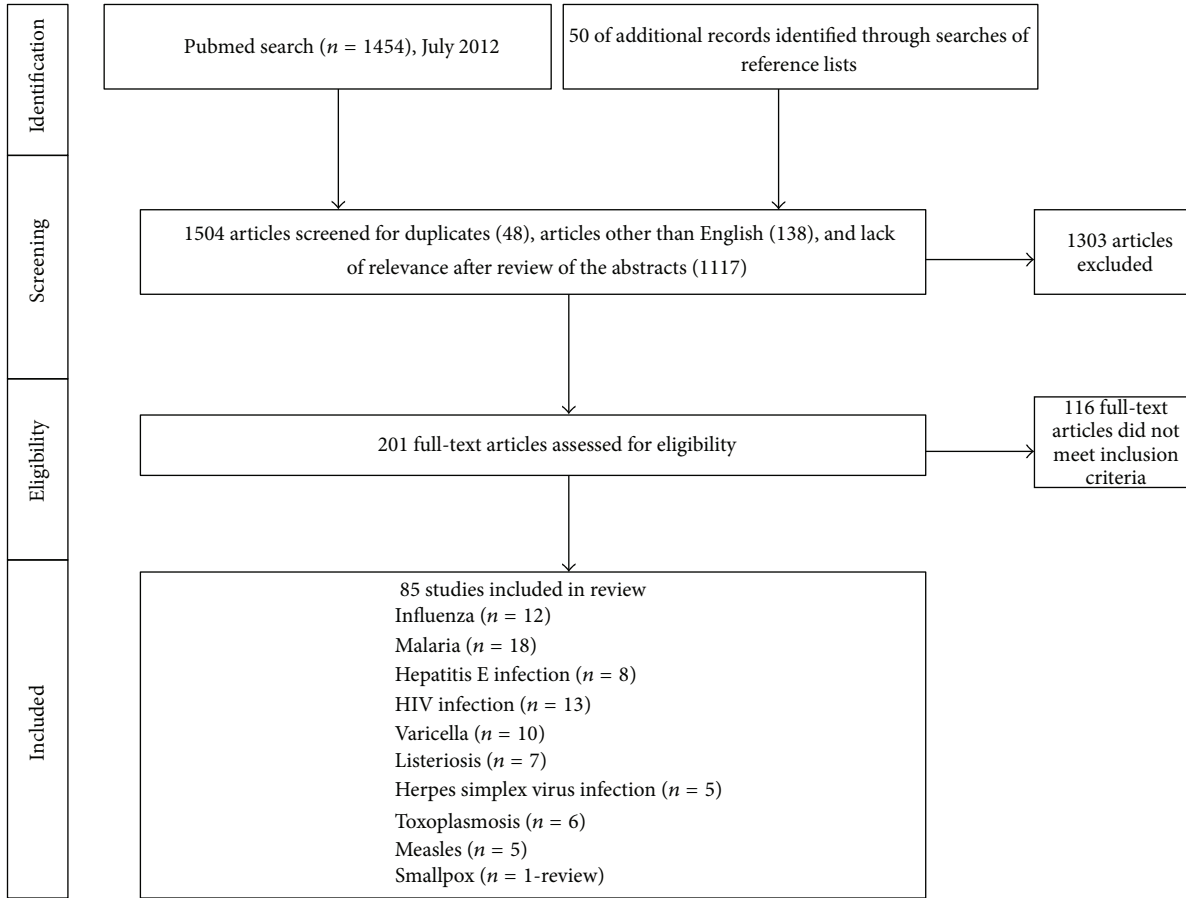 Identification
Pubmed search (n = 1454), July 2012
50 of additional records identified through searches of
reference lists
Screening
1504 articles screened for duplicates (48), articles other than English (138), and lack
of relevance after review of the abstracts (1117)
1303 articles
excluded
Eligibility
201 full-text articles assessed for eligibility
116 full-text
articles did not
meet inclusion
criteria
Included
85 studies included in review
Influenza (n = 12)
Malaria (n = 18)
Hepatitis E infection (n = 8)
HIV infection (n = 13)
Varicella (n = 10)
Listeriosis (n = 7)
Herpes simplex virus infection (n = 5)
Toxoplasmosis (n = 6)
Measles (n = 5)
Smallpox (n = 1-review)